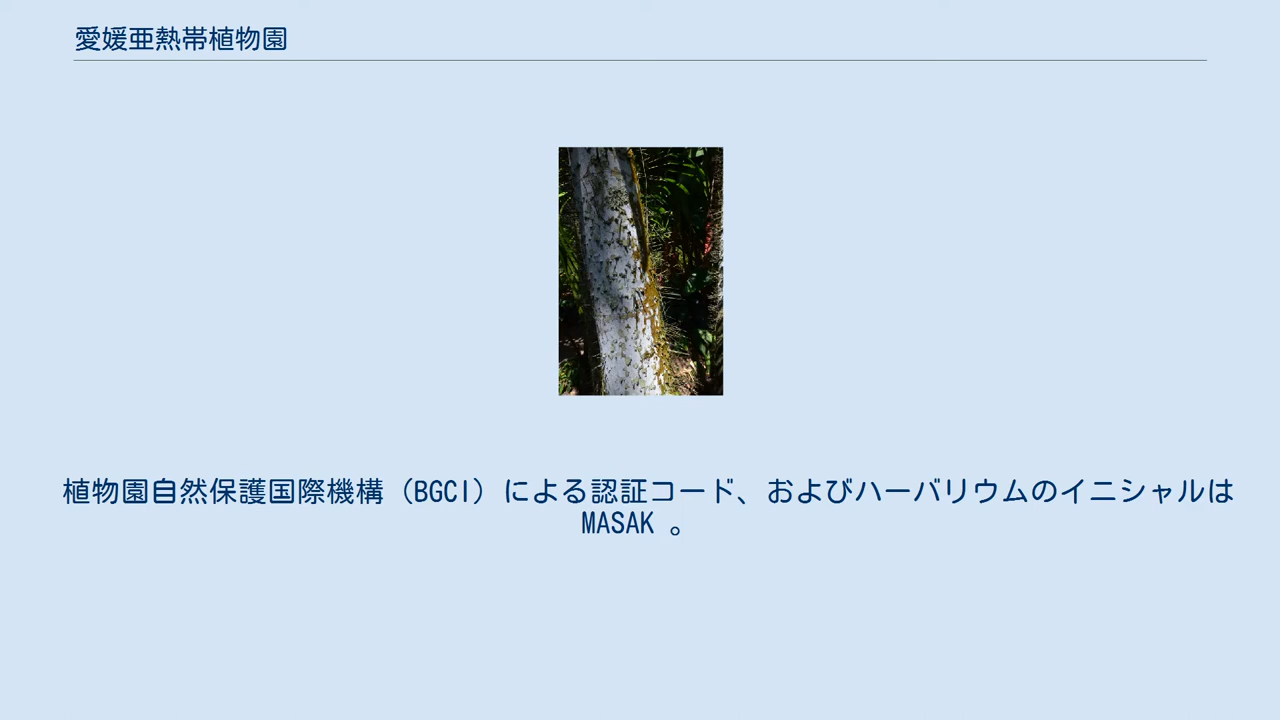 愛媛亜熱帯植物園
植物園自然保護国際機構（BGCI）による認証コード、およびハーバリウムのイニシャルは
MASAK 。